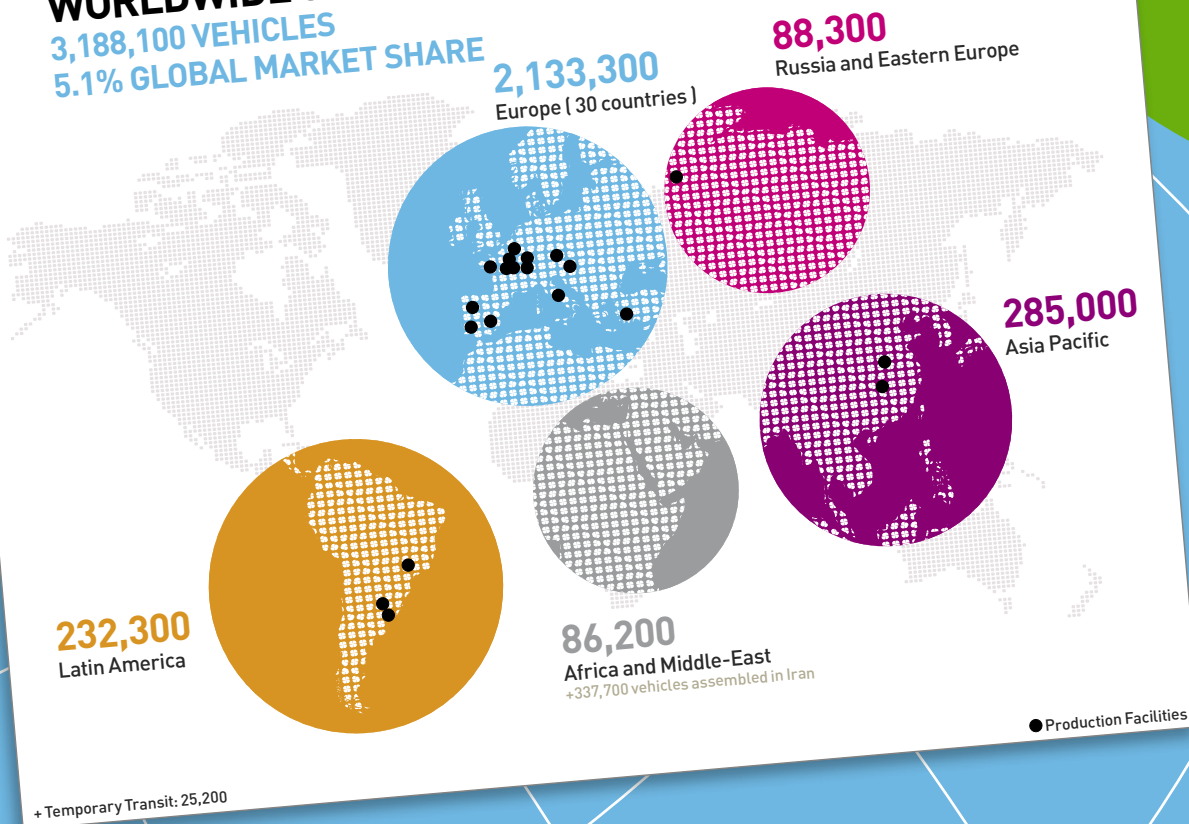 WORLDWIDE
3,188,100 VEHICLES
5.1% GLOBAL MARKET SHARE
2,133,300
Europe ( 30 countries )
88,300
Russia and Eastern Europe
285,000
Asia Pacific
232,300
Latin America
86,200
Africa and Middle-East
+337,700 vehicles assembled in Iran
Production Facilities
+ Temporary Transit: 25,200